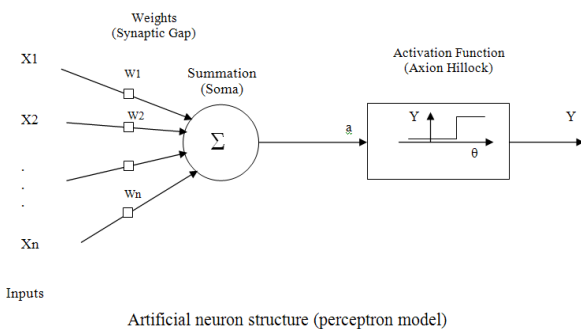 Weights
(Synaptic Gap)
Activation Function
(Axion Hillock)
X1
W1
Summation
(Soma)
X2
W2
Σ
a
Y
θ
Y
.
.
.
Wn
Xn
Inputs
Artificial neuron structure (perceptron model)